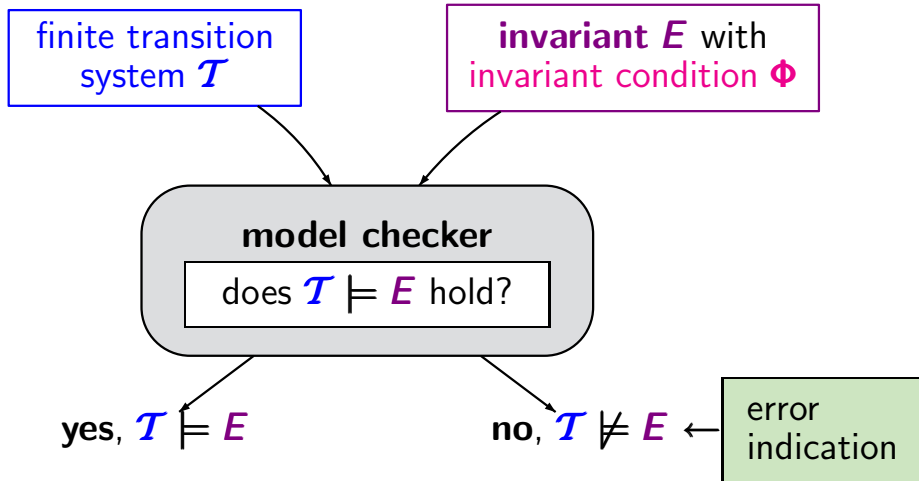 finite transition
system 𝒯
invariant E with
invariant condition Φ
model checker
does 𝒯 ⊨ E hold?
yes, 𝒯 ⊨ E
no, 𝒯 ⊭ E ←
error
indication